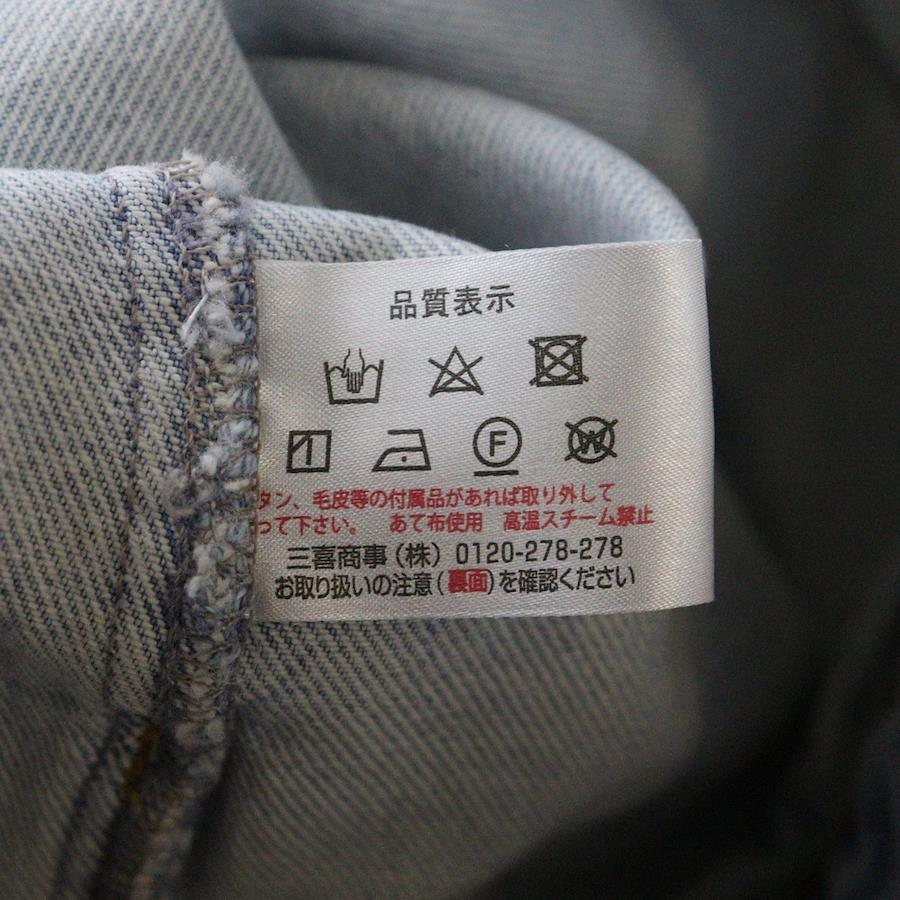 品質表示
F W
タン、毛皮等の付属品があれば取り外して
って下さい。 あて布使用 高温スチーム禁止
三喜商事(株) 0120-278-278
お取り扱いの注意(裏面)を確認ください